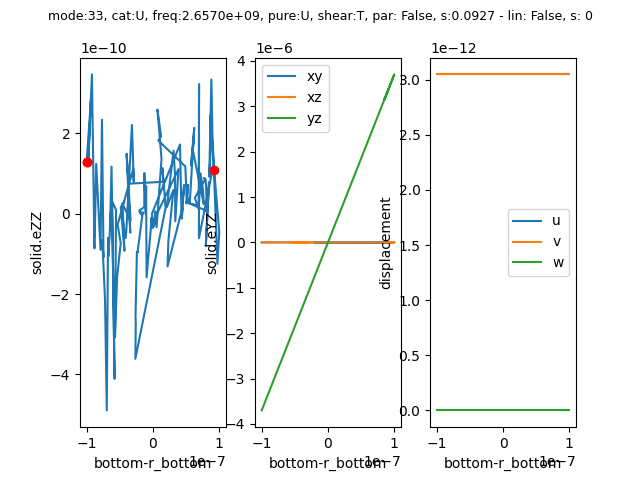 mode:33, cat:U, freq:2.6570e+09, pure:U, shear:T, par: False, s:0.0927 - lin: False, s: 0
1e−10
2
0
−2
−4
solid.eZZ
−1
0
1
1e−7
bottom-r_bottom
1e−6
4
3
2
1
0
−1
−2
−3
−4
solid.eYZ
xy
xz
yz
−1
0
1
1e−7
bottom-r_bottom
1e−12
3.0
2.5
2.0
1.5
1.0
0.5
0.0
displacement
u
v
w
−1
0
1
1e−7
bottom-r_bottom